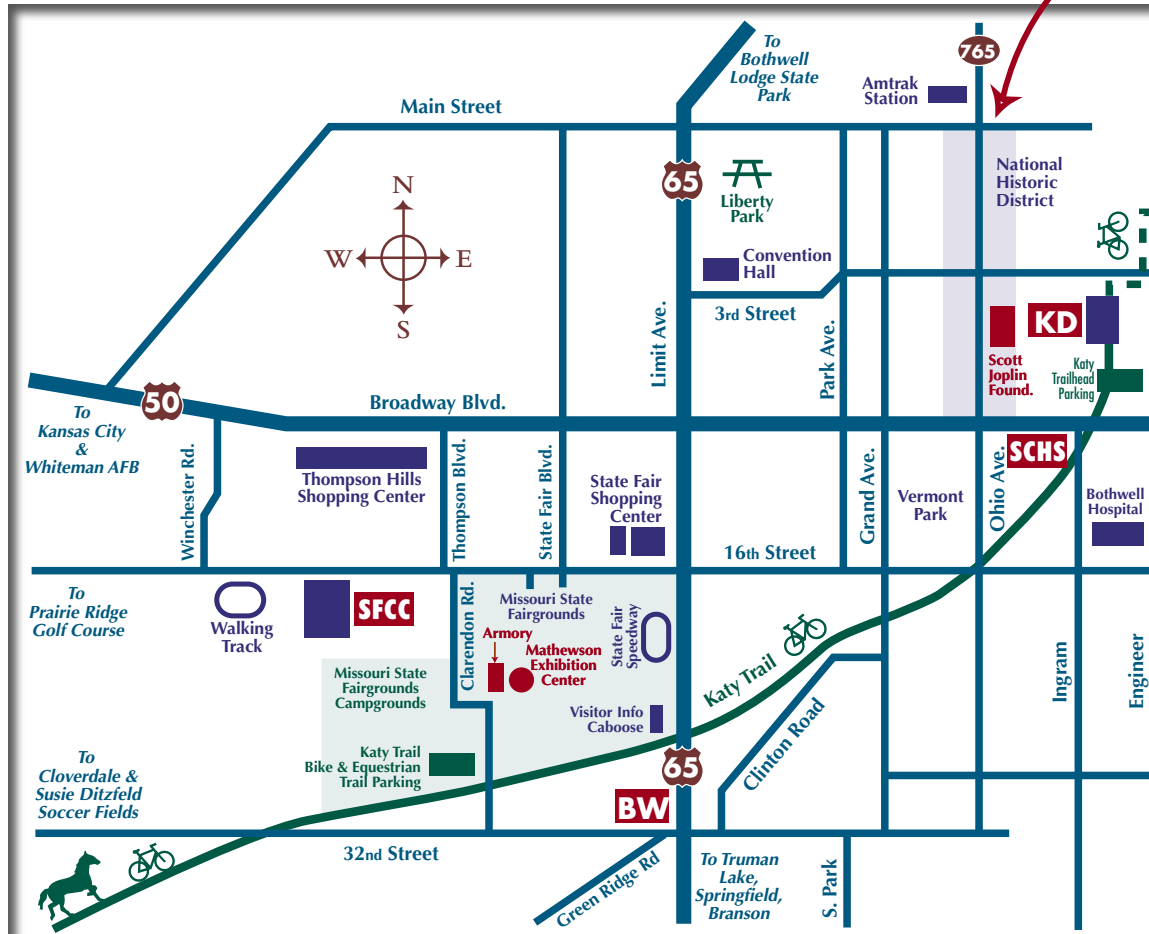 To
Bothwell
Lodge State
Park
765
Amtrak
Station
Main Street
65
Liberty
Park
National
Historic
District
N
W
E
S
Convention
Hall
3rd Street
Limit Ave.
Park Ave.
KD
Scott
Joplin
Found.
Katy
Trailhead
Parking
50
Broadway Blvd.
To
Kansas City
&
Whiteman AFB
Winchester Rd.
Thompson Hills
Shopping Center
Thompson Blvd.
State Fair Blvd.
State Fair
Shopping
Center
Grand Ave.
Vermont
Park
Ohio Ave.
SCHS
Bothwell
Hospital
16th Street
To
Prairie Ridge
Golf Course
Walking
Track
SFCC
Clarendon Rd.
Missouri State
Fairgrounds
Armory
Mathewson
Exhibition
Center
State Fair
Speedway
Missouri State
Fairgrounds
Campgrounds
Visitor Info
Caboose
Katy Trail
Clinton Road
Ingram
Engineer
Katy Trail
Bike & Equestrian
Trail Parking
To
Cloverdale &
Susie Ditzfeld
Soccer Fields
65
BW
32nd Street
Green Ridge Rd
To Truman
Lake,
Springfield,
Branson
S. Park